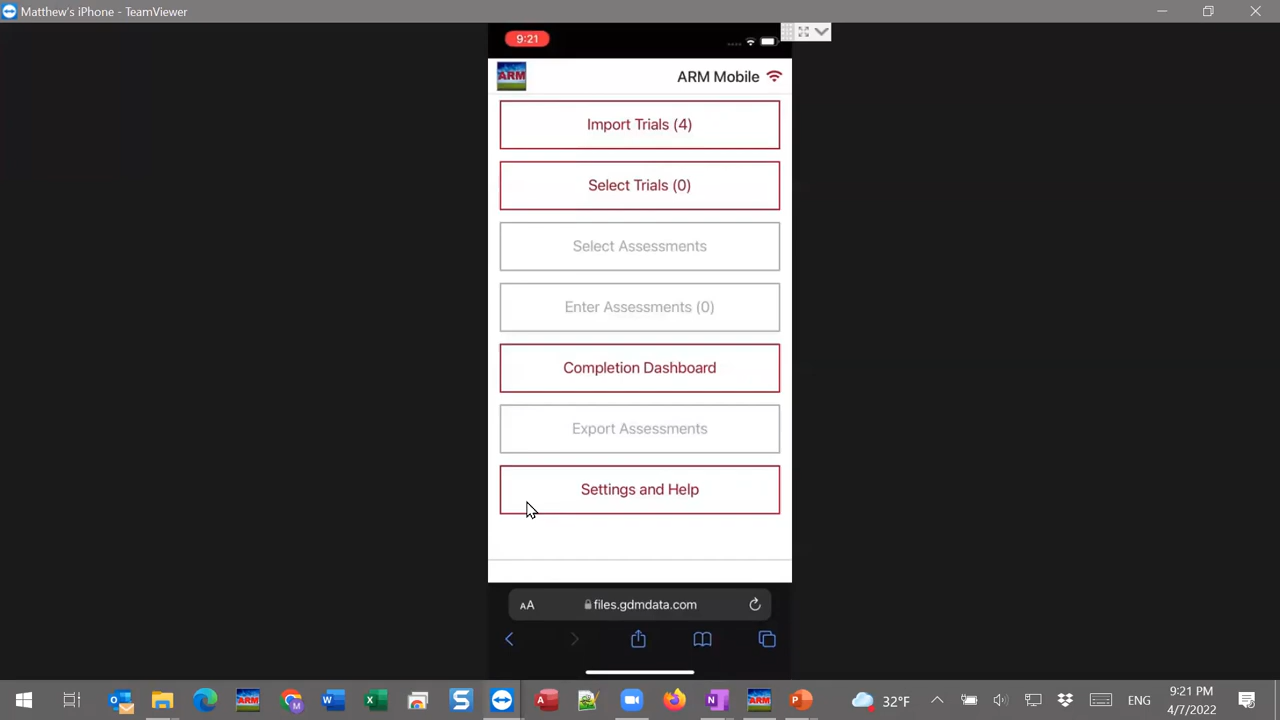 Matthew's iPhone - TeamViewer
9:21
ARM
ARM Mobile
Import Trials (4)
Select Trials (0)
Select Assessments
Enter Assessments (0)
Completion Dashboard
Export Assessments
Settings and Help
AA
files.gdmdata.com
ARM
ARM
32°F
ENG
9:21 PM
4/7/2022